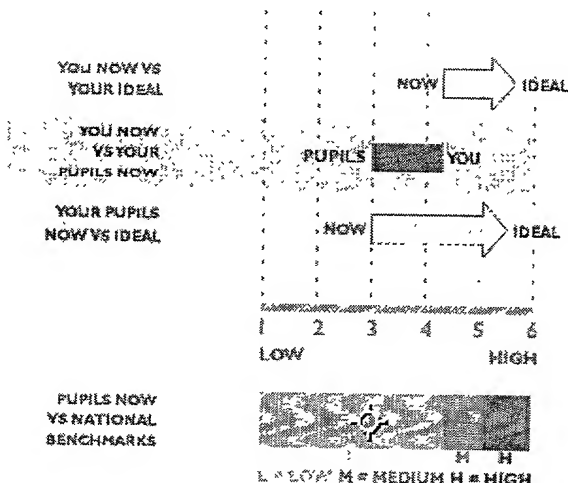 YOU NOW VS
YOUR IDEAL
NOW
IDEAL
YOU NOW
VS YOUR
PUPILS NOW
PUPILS
YOU
YOUR PUPILS
NOW VS IDEAL
NOW
IDEAL
1 2 3 4 5 6
LOW HIGH
PUPILS NOW
VS NATIONAL
BENCHMARKS
M H
L = LOW M = MEDIUM H = HIGH